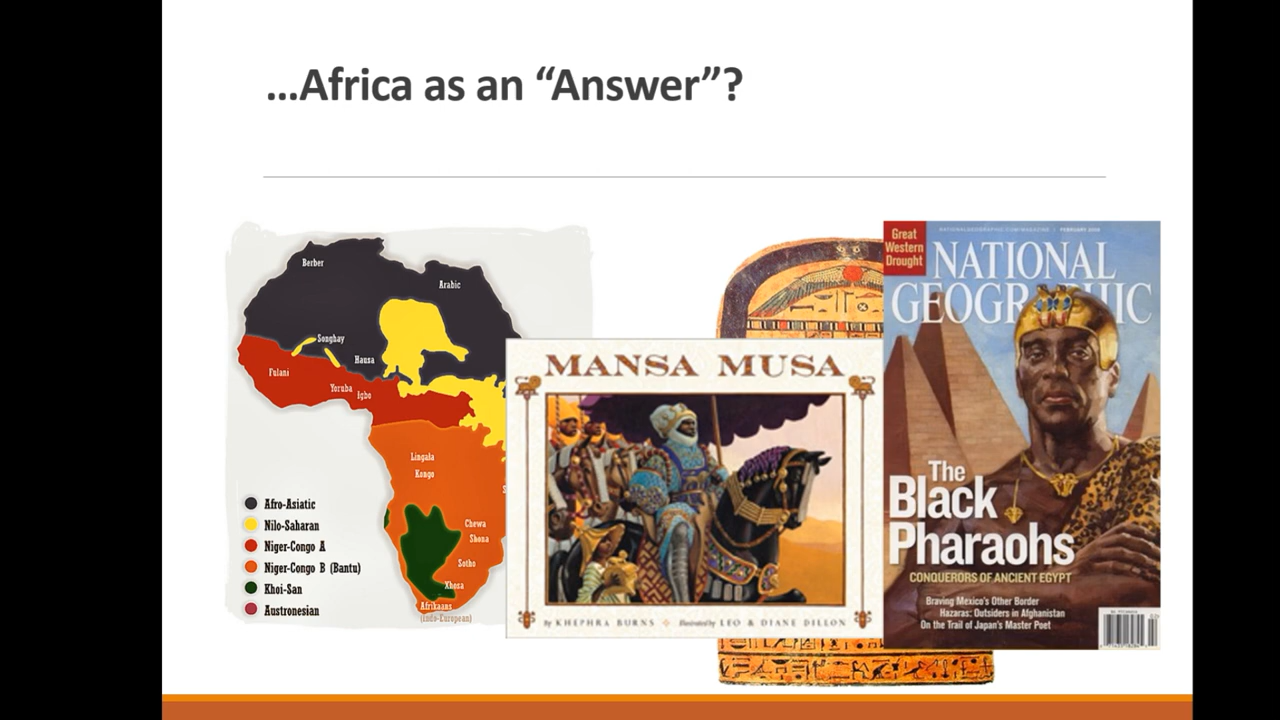 …Africa as an “Answer”?
Berber
Arabic
Songhay
Hausa
Fulani
Yoruba
Igbo
Lingala
Kongo
S
Chewa
Shona
Sotho
Xhosa
Afrikaans
(indo-European)
Afro-Asiatic
Nilo-Saharan
Niger-Congo A
Niger-Congo B (Bantu)
Khoi-San
Austronesian
MANSA MUSA
by KHEPHRA BURNS Illustrated by LEO & DIANE DILLON
Great
Western
Drought
NATIONALGEOGRAPHIC.COM/MAGAZINE | FEBRUARY 2008
NATIONAL
GEOGRAPHIC
The
Black
Pharaohs
CONQUERORS OF ANCIENT EGYPT
Braving Mexico's Other Border
Hazaras: Outsiders in Afghanistan
On the Trail of Japan's Master Poet